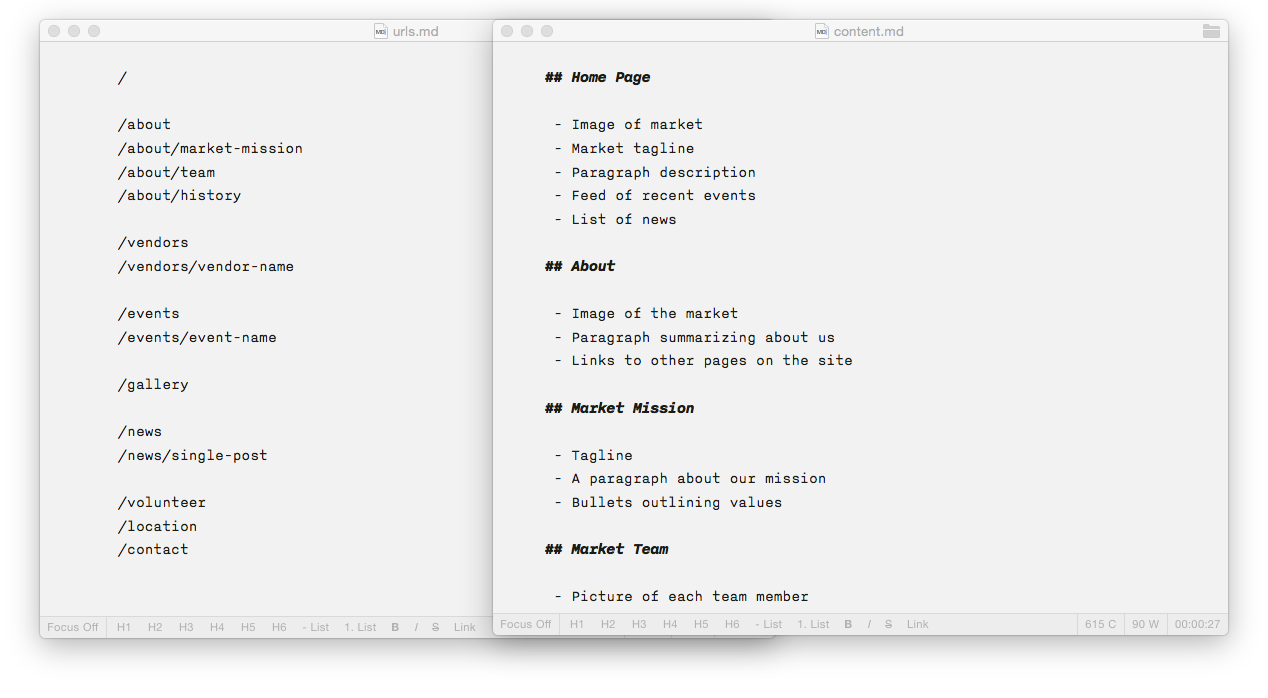 urls.md
/
/about
/about/market-mission
/about/team
/about/history
/vendors
/vendors/vendor-name
/events
/events/event-name
/gallery
/news
/news/single-post
/volunteer
/location
/contact
Focus Off H1 H2 H3 H4 H5 H6 - List 1. List B I S Link
content.md
## Home Page
- Image of market
- Market tagline
- Paragraph description
- Feed of recent events
- List of news
## About
- Image of the market
- Paragraph summarizing about us
- Links to other pages on the site
## Market Mission
- Tagline
- A paragraph about our mission
- Bullets outlining values
## Market Team
- Picture of each team member
Focus Off H1 H2 H3 H4 H5 H6 - List 1. List B I S Link 615 C 90 W 00:00:27